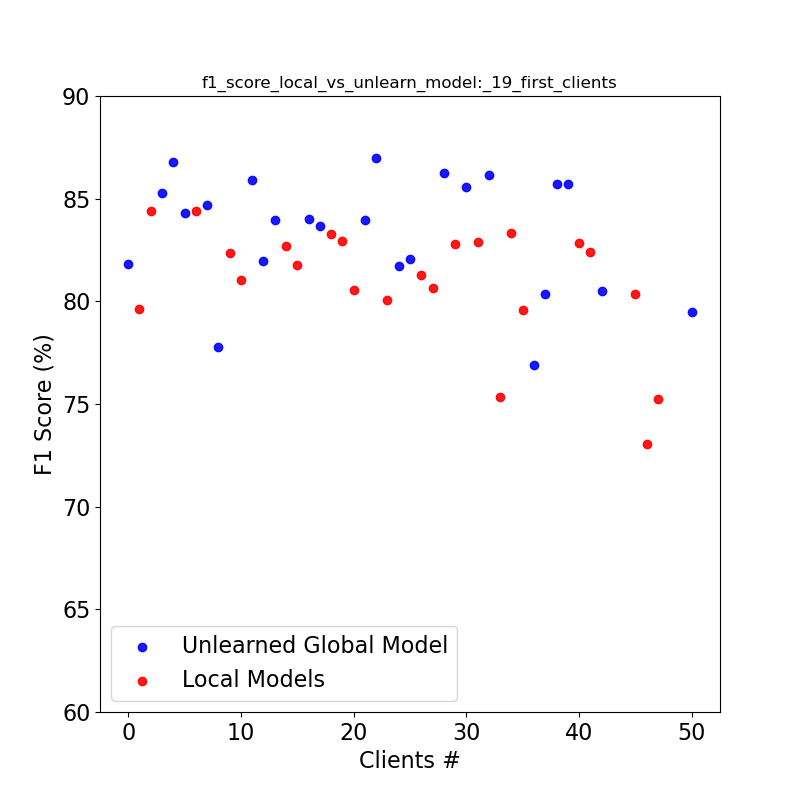 f1_score_local_vs_unlearn_model:_19_first_clients
90
85
80
75
70
65
60
F1 Score (%)
Unlearned Global Model
Local Models
0 10 20 30 40 50
Clients #